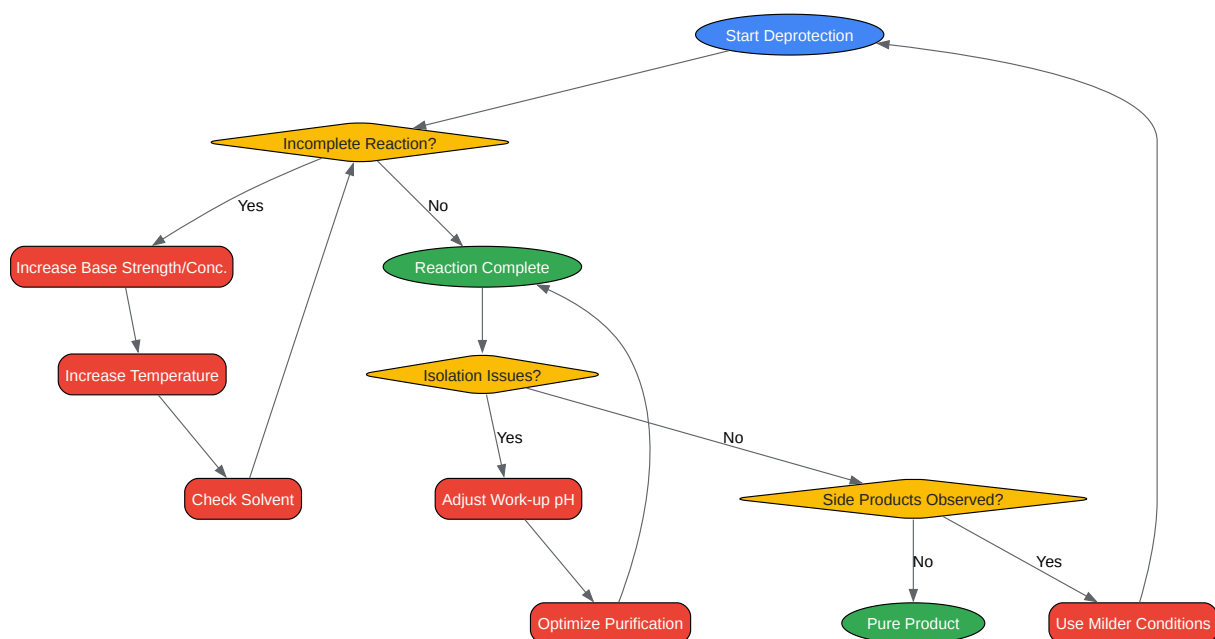 Start Deprotection
Incomplete Reaction?
Yes
No
Increase Base Strength/Conc.
Reaction Complete
Increase Temperature
Isolation Issues?
Yes
No
Check Solvent
Adjust Work-up pH
Side Products Observed?
No
Yes
Optimize Purification
Pure Product
Use Milder Conditions